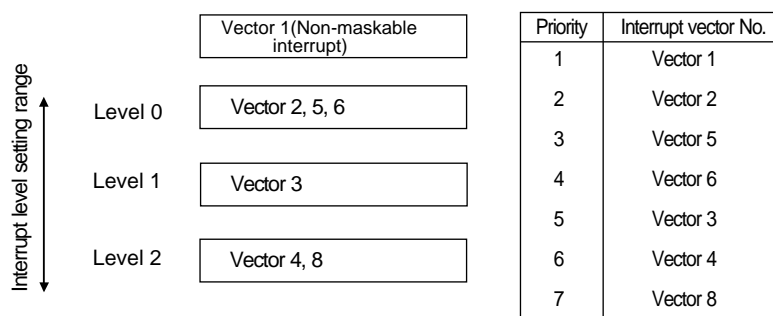 Vector 1(Non-maskable
interrupt)
Interrupt level setting range
Level 0
Vector 2, 5, 6
Level 1
Vector 3
Level 2
Vector 4, 8
Priority Interrupt vector No.
1 Vector 1
2 Vector 2
3 Vector 5
4 Vector 6
5 Vector 3
6 Vector 4
7 Vector 8